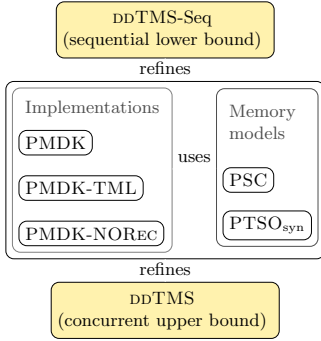 DDTMS-Seq
(sequential lower bound)
refines
Implementations
PMDK
PMDK-TML
PMDK-NOREC
uses
Memory
models
PSC
PTSOsyn
refines
DDTMS
(concurrent upper bound)